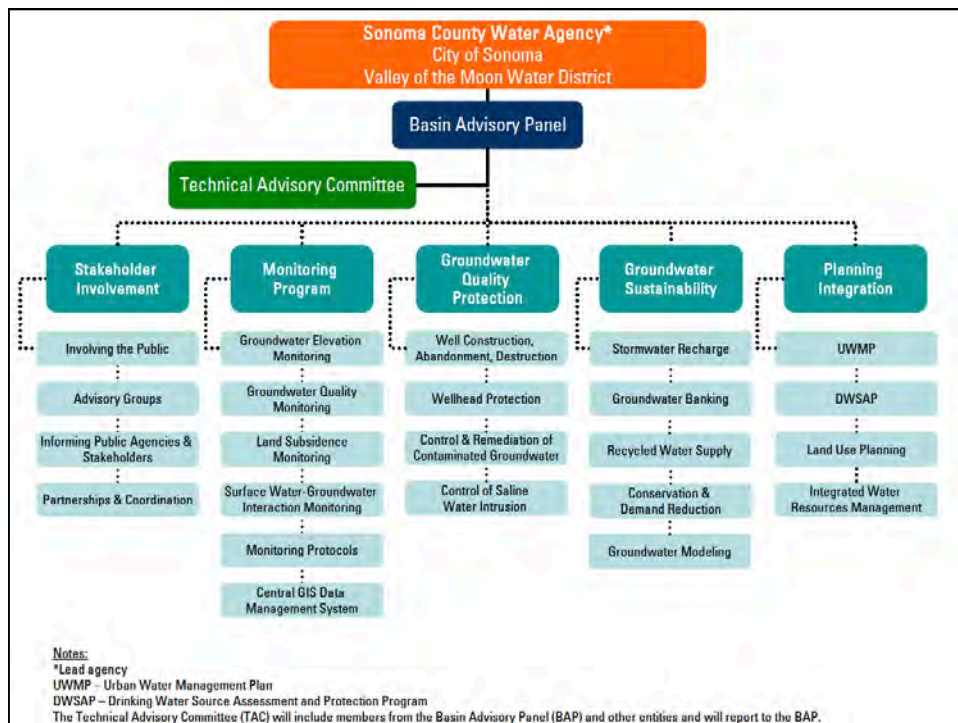 Sonoma County Water Agency*
City of Sonoma
Valley of the Moon Water District
Basin Advisory Panel
Technical Advisory Committee
Stakeholder
Involvement
Involving the Public
Advisory Groups
Informing Public Agencies &
Stakeholders
Partnerships & Coordination
Monitoring
Program
Groundwater Elevation
Monitoring
Groundwater Quality
Monitoring
Land Subsidence
Monitoring
Surface Water-Groundwater
Interaction Monitoring
Monitoring Protocols
Central GIS Data
Management System
Groundwater
Quality
Protection
Well Construction,
Abandonment, Destruction
Wellhead Protection
Control & Remediation of
Contaminated Groundwater
Control of Saline
Water Intrusion
Groundwater
Sustainability
Stormwater Recharge
Groundwater Banking
Recycled Water Supply
Conservation &
Demand Reduction
Groundwater Modeling
Planning
Integration
UWMP
DWSAP
Land Use Planning
Integrated Water
Resources Management
Notes:
*Lead agency
UWMP – Urban Water Management Plan
DWSAP – Drinking Water Source Assessment and Protection Program
The Technical Advisory Committee (TAC) will include members from the Basin Advisory Panel (BAP) and other entities and will report to the BAP.